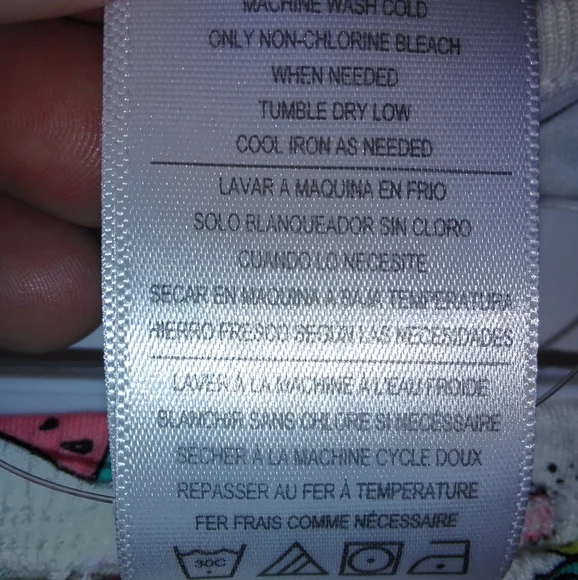 MACHINE WASH COLD
ONLY NON-CHLORINE BLEACH
WHEN NEEDED
TUMBLE DRY LOW
COOL IRON AS NEEDED
LAVAR A MAQUINA EN FRIO
SOLO BLANQUEADOR SIN CLORO
CUANDO LO NECESITE
SECAR EN MAQUINA A BAJA TEMPERATURA
HIERRO FRESCO SEGUN LAS NECESIDADES
LAVER À LA MACHINE À L'EAU FROIDE
BLANCHIR SANS CHLORE SI NÉCESSAIRE
SÉCHER À LA MACHINE CYCLE DOUX
REPASSER AU FER À TEMPÉRATURE
FER FRAIS COMME NÉCESSAIRE
30C